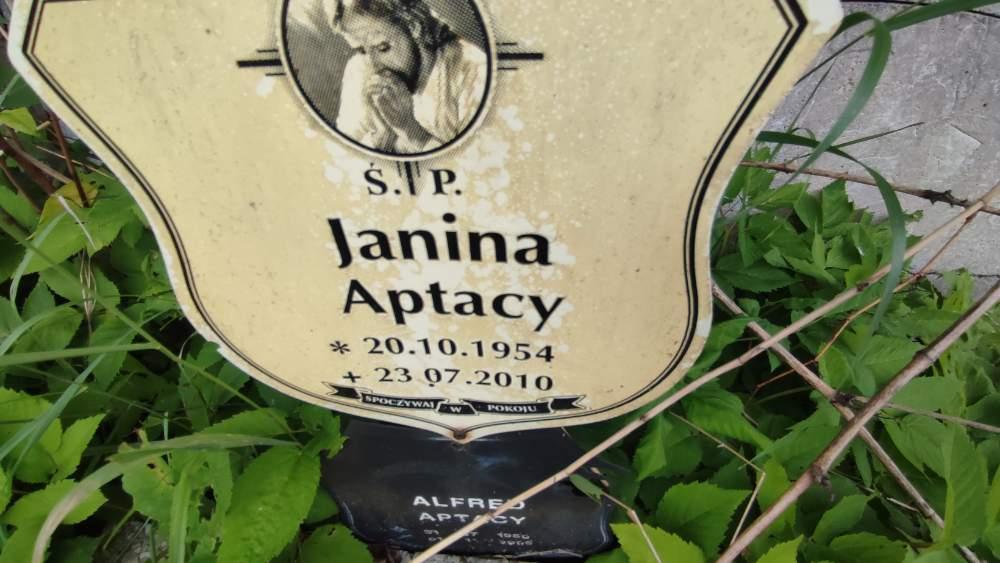 Ś. P.
Janina
Aptacy
* 20.10.1954
+ 23.07.2010
SPOCZYWAJ W POKOJU
ALFRED
APTACY